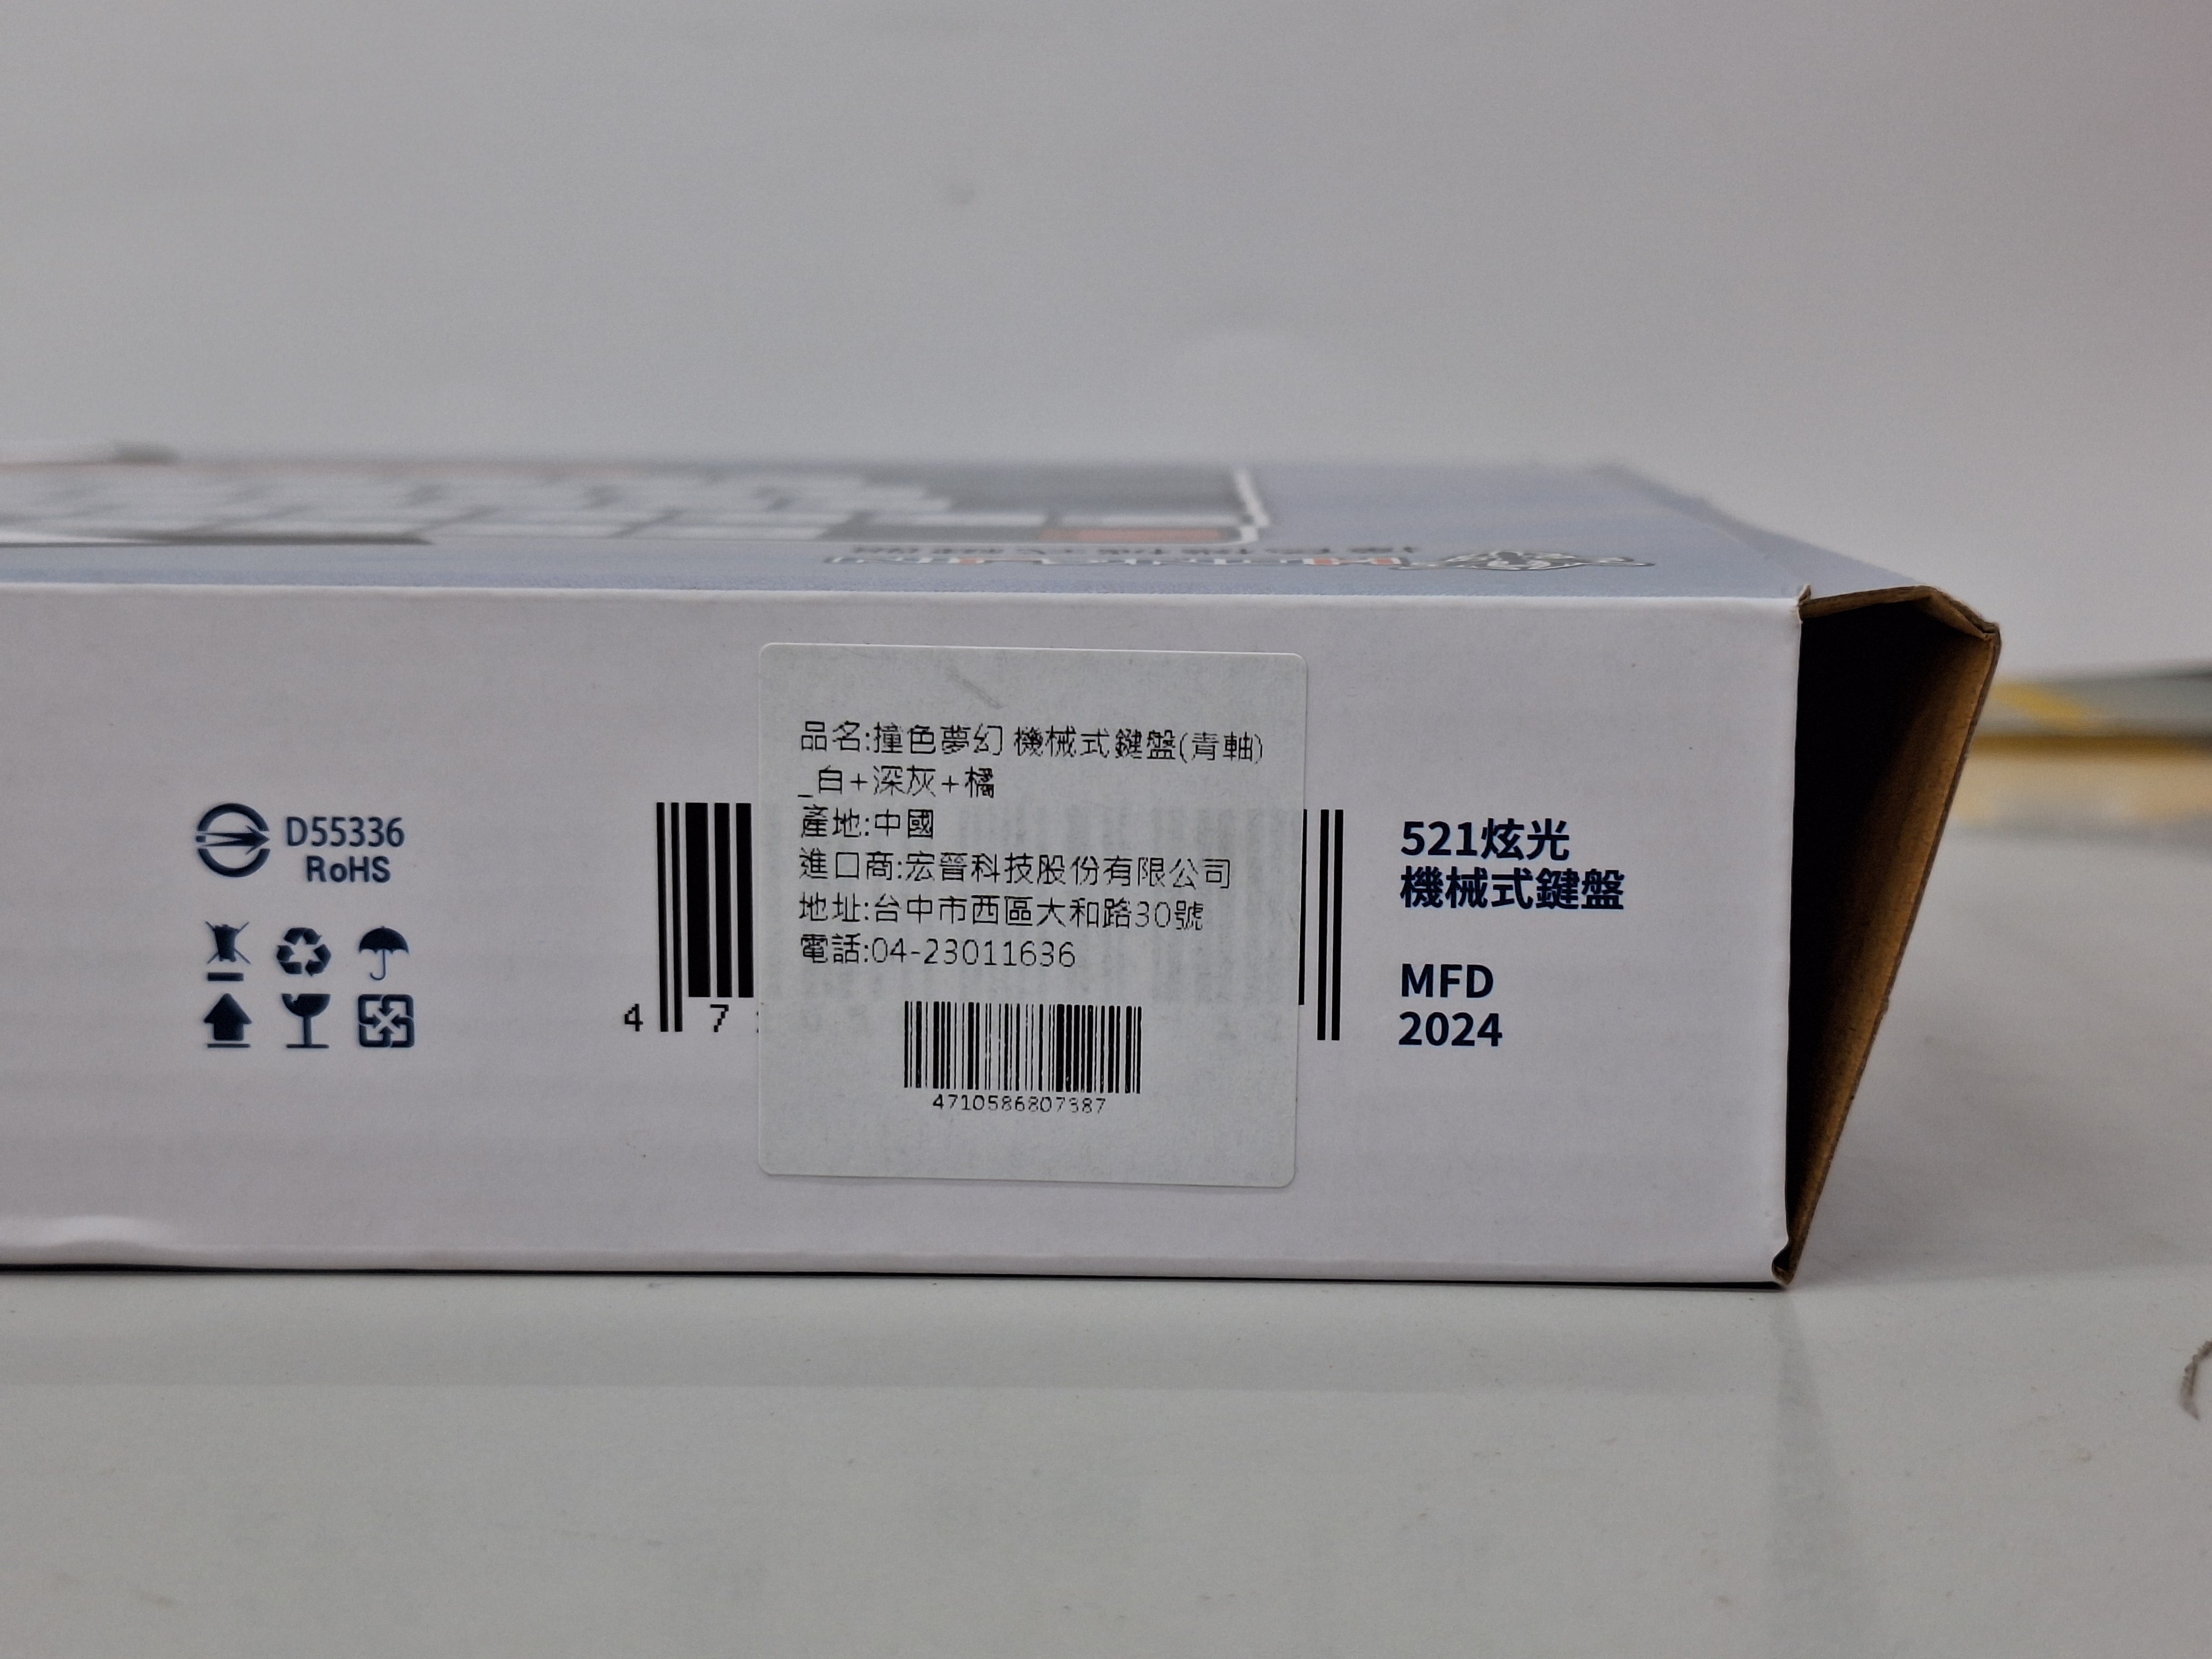 D55336
RoHS
4 7
品名:撞色夢幻 機械式鍵盤(青軸)
_白+深灰+橘
產地:中國
進口商:宏晉科技股份有限公司
地址:台中市西區大和路30號
電話:04-23011636
4710586807387
521炫光
機械式鍵盤
MFD
2024